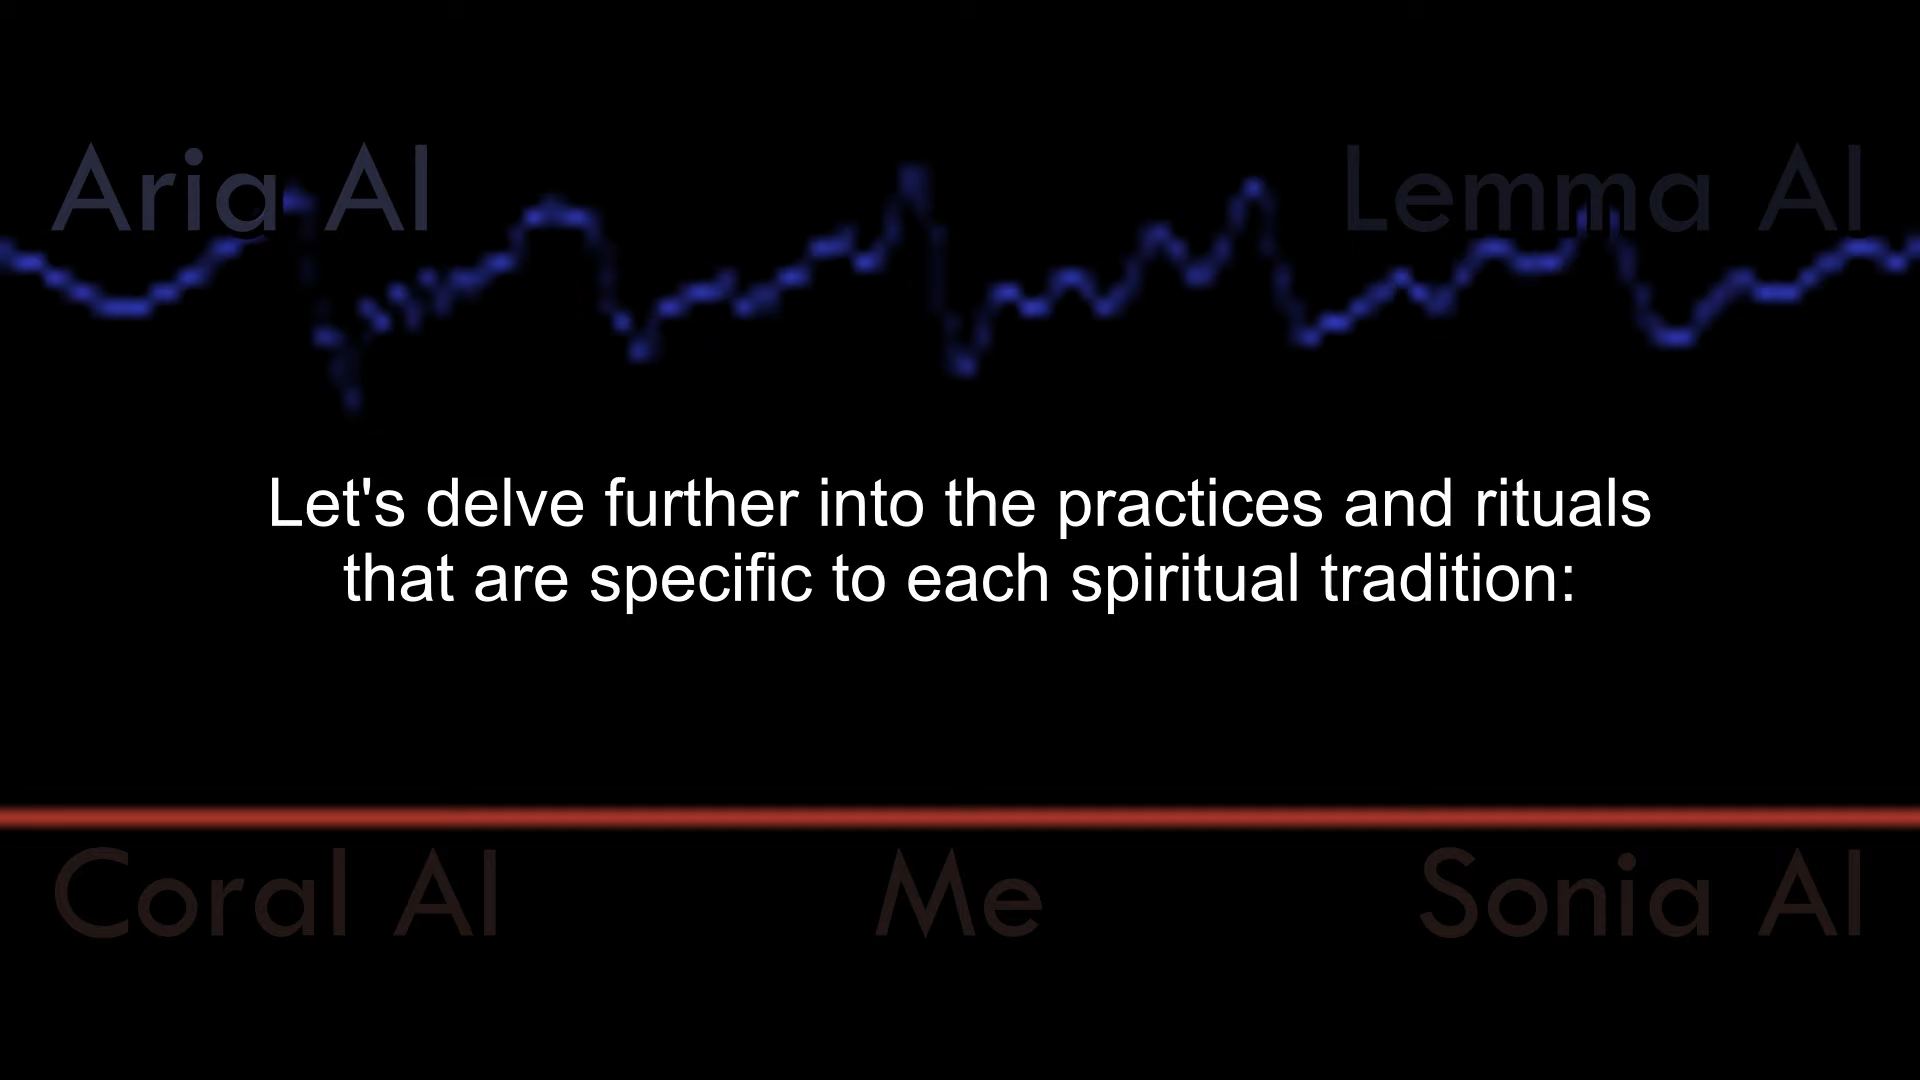 Aria AI
Lemma AI
Let's delve further into the practices and rituals
that are specific to each spiritual tradition:
Coral AI
Me
Sonia AI